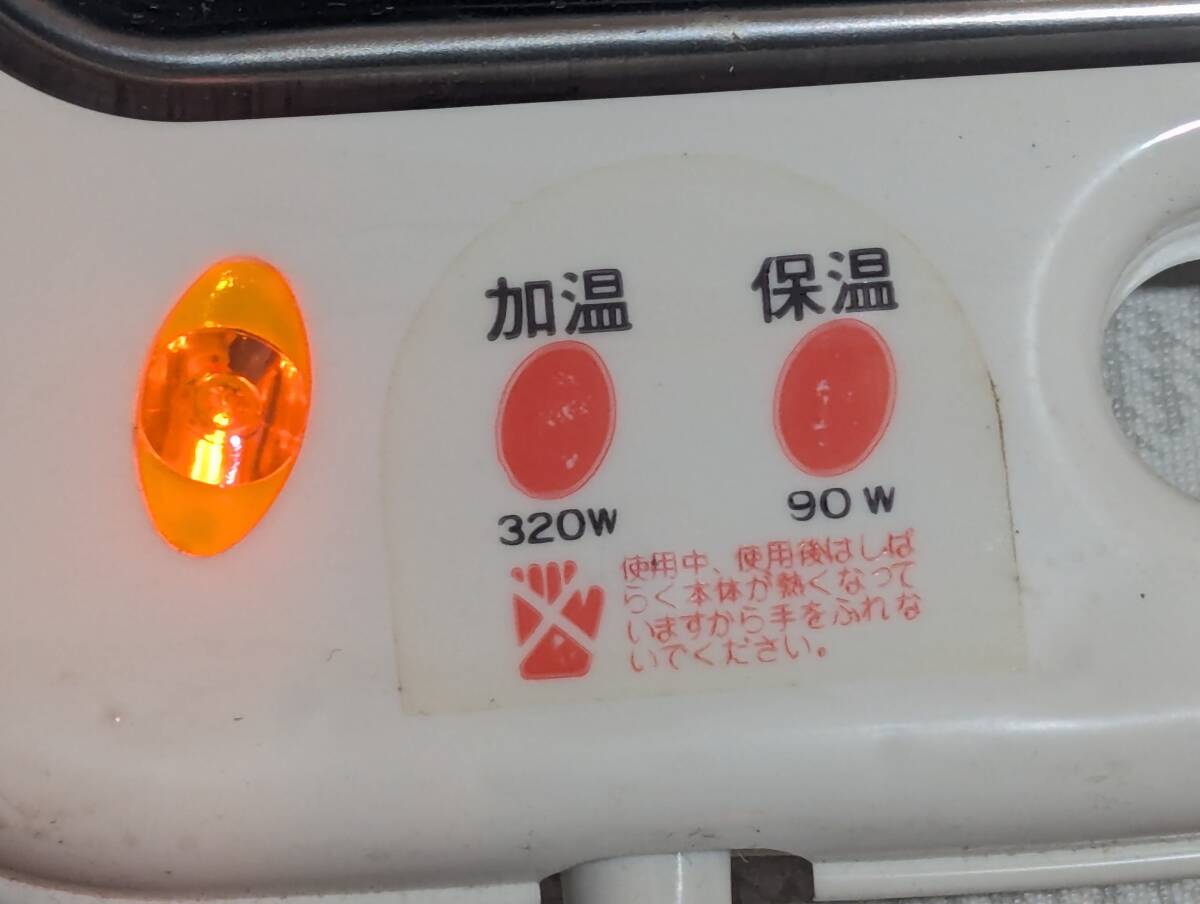 加温 保温
320W 90W
使用中、使用後はしば
らく本体が熱くなって
いますから手をふれな
いでください。